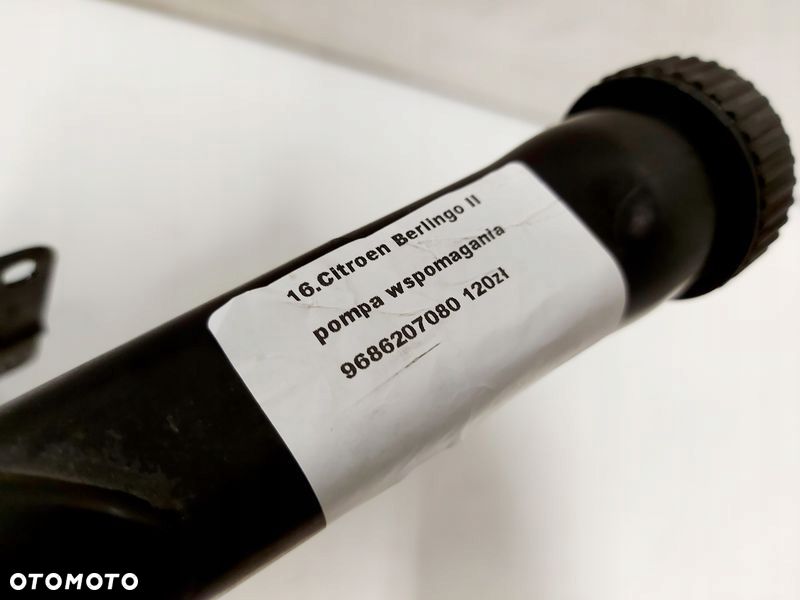 16.Citroen Berlingo II
pompa wspomagania
9686207080 120zł
OTOMOTO